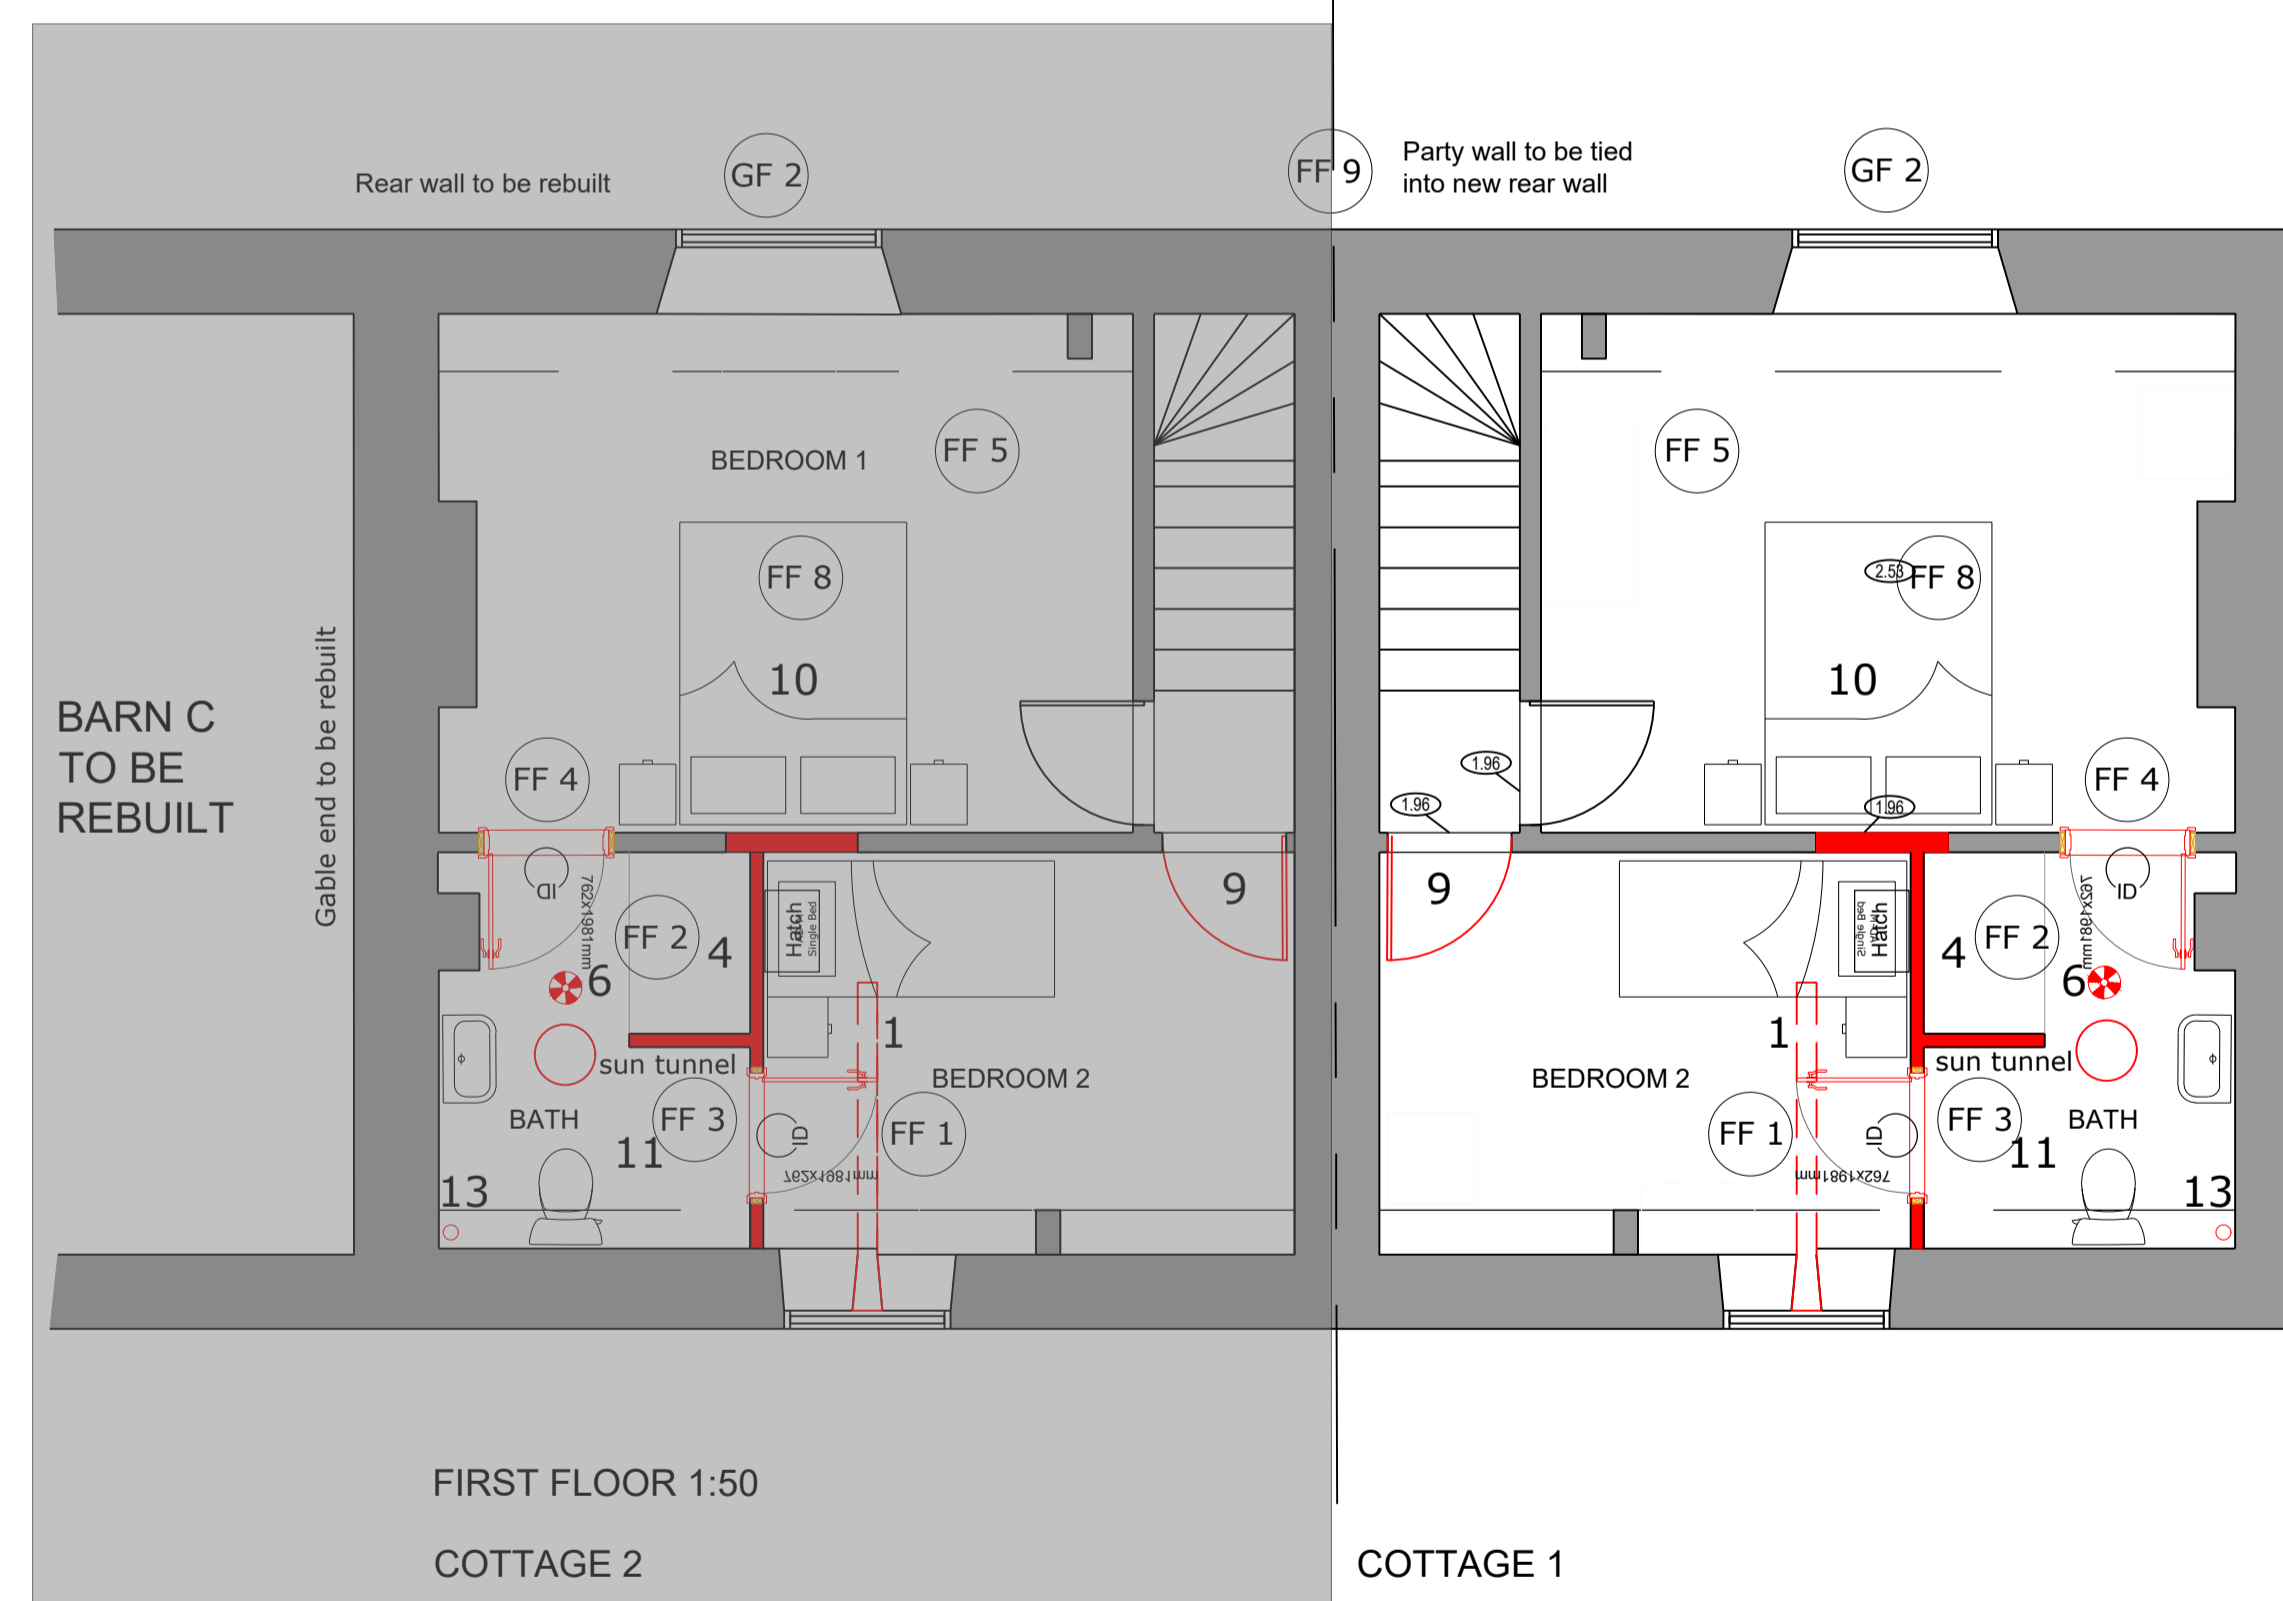 Rear wall to be rebuilt
GF 2
FF 9
Party wall to be tied
into new rear wall
GF 2
BEDROOM 1
FF 5
FF 8
10
FF 4
BARN C
TO BE
REBUILT
Gable end to be rebuilt
ID
762x1981mm
FF 2
4
6
Hatch
Single Bed
9
1
sun tunnel
BEDROOM 2
BATH
FF 3
11
ID
FF 1
762x1981mm
13
FF 5
2.53
FF 8
10
1.96
1.96
1.96
FF 4
9
Single Bed
Hatch
4
FF 2
762x1981mm
ID
6
1
sun tunnel
BEDROOM 2
FF 1
ID
FF 3
BATH
11
762x1981mm
13
FIRST FLOOR 1:50
COTTAGE 2
COTTAGE 1